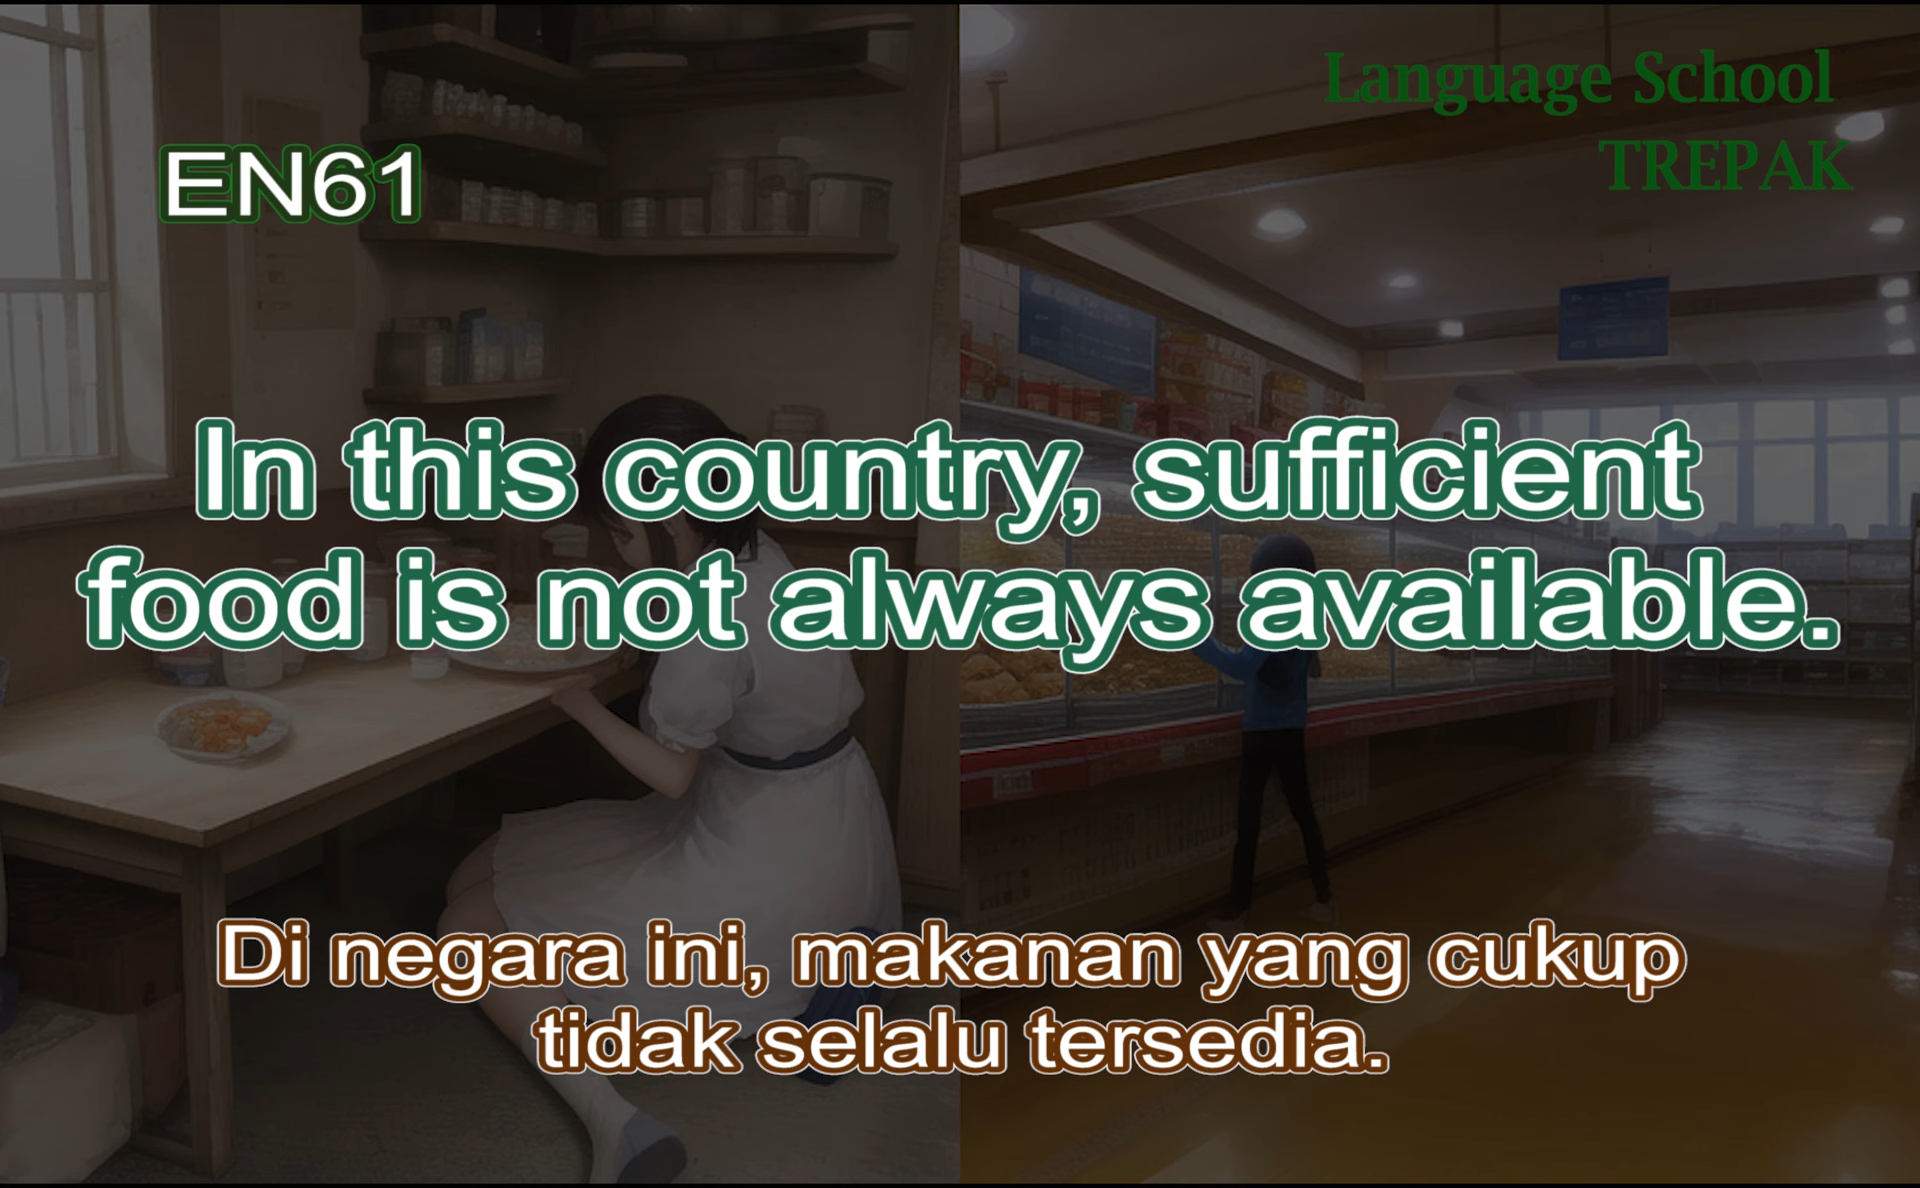 Language School
TREPAK
EN61
In this country, sufficient
food is not always available.
Di negara ini, makanan yang cukup
tidak selalu tersedia.